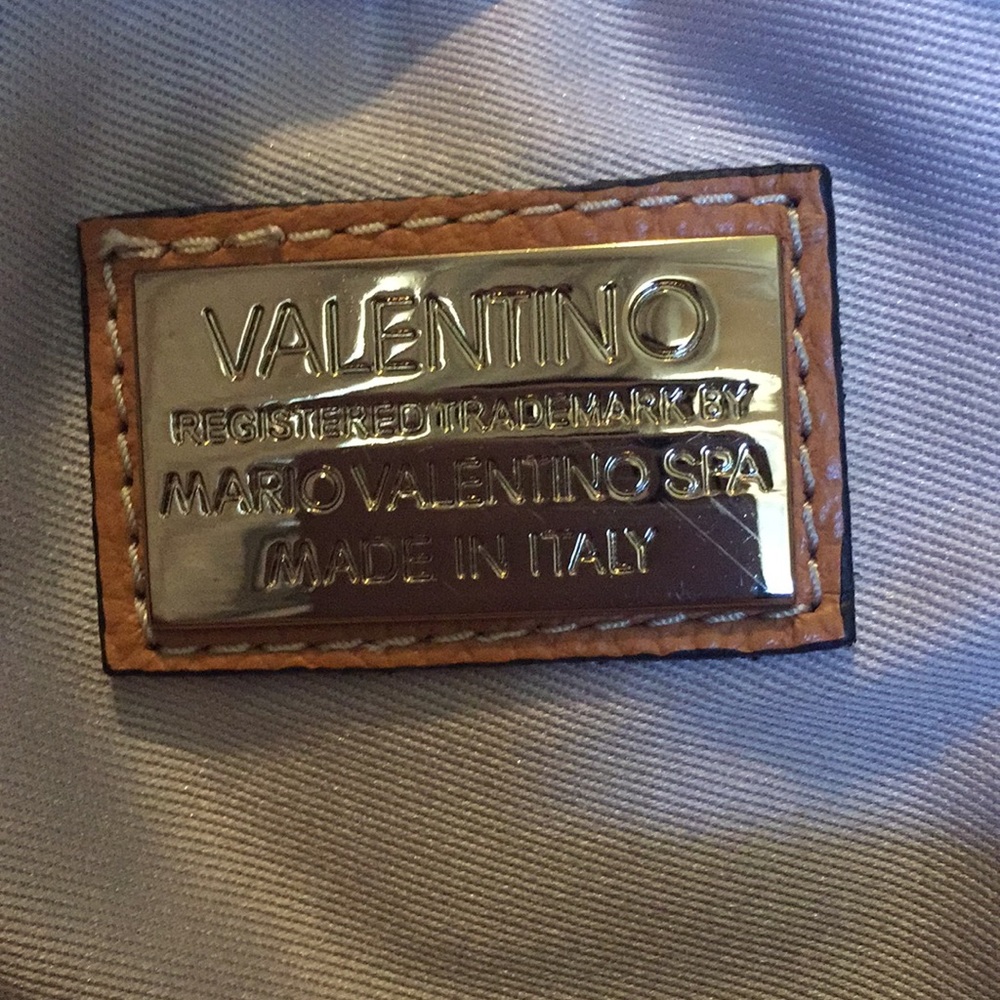 VALENTINO
REGISTERED TRADEMARK BY
MARIO VALENTINO SPA
MADE IN ITALY